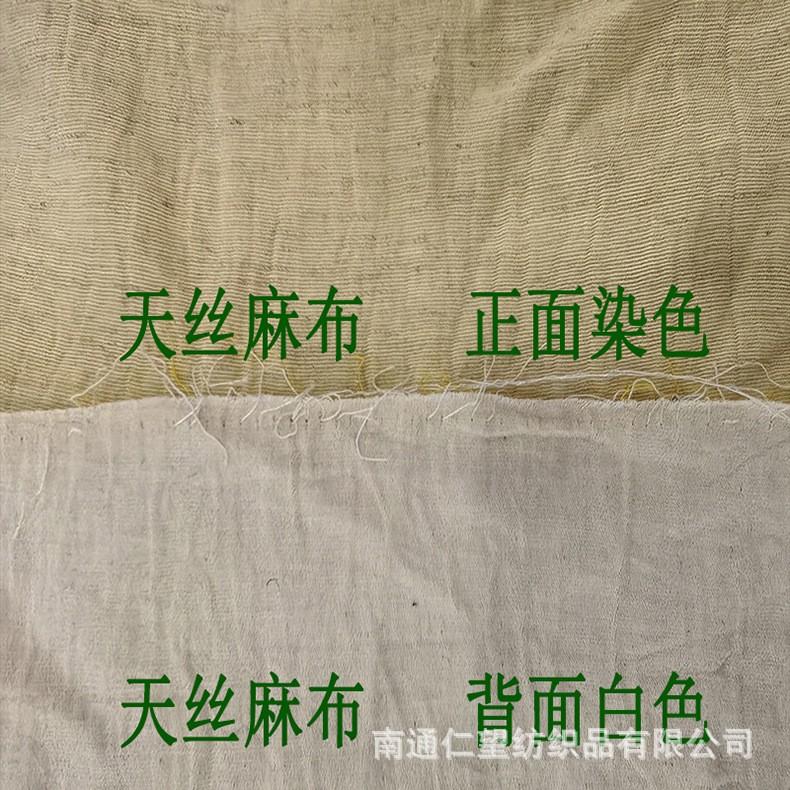 天丝麻布 正面染色
天丝麻布 背面白色
南通仁望纺织品有限公司